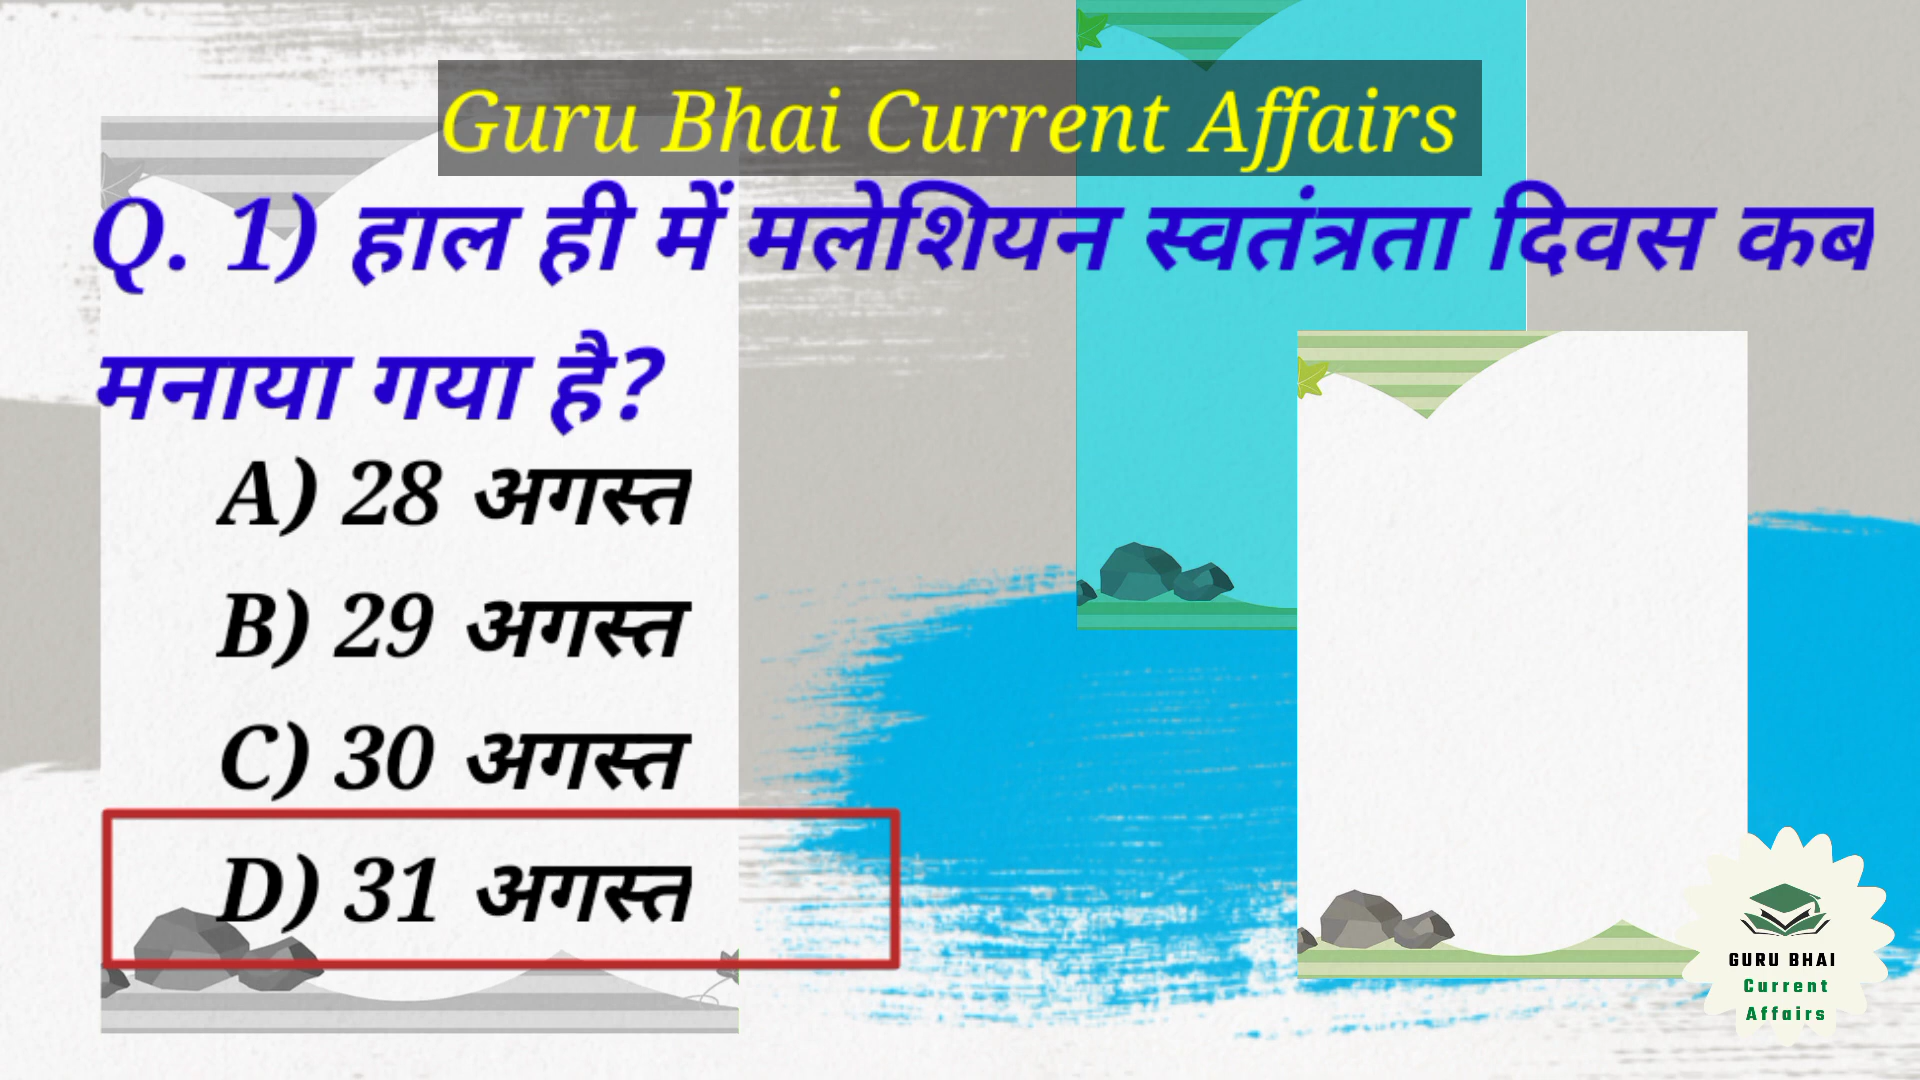 Guru Bhai Current Affairs
Q. 1) हाल ही में मलेशियन स्वतंत्रता दिवस कब
मनाया गया है?
A) 28 अगस्त
B) 29 अगस्त
C) 30 अगस्त
D) 31 अगस्त
GURU BHAI
Current
Affairs